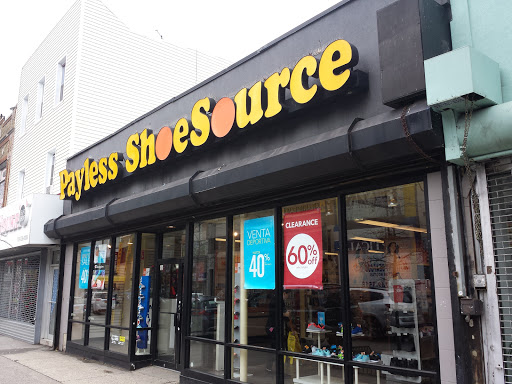 Payless ShoeSource
VENTA
DEPORTIVA
40%
CLEARANCE
60%
off